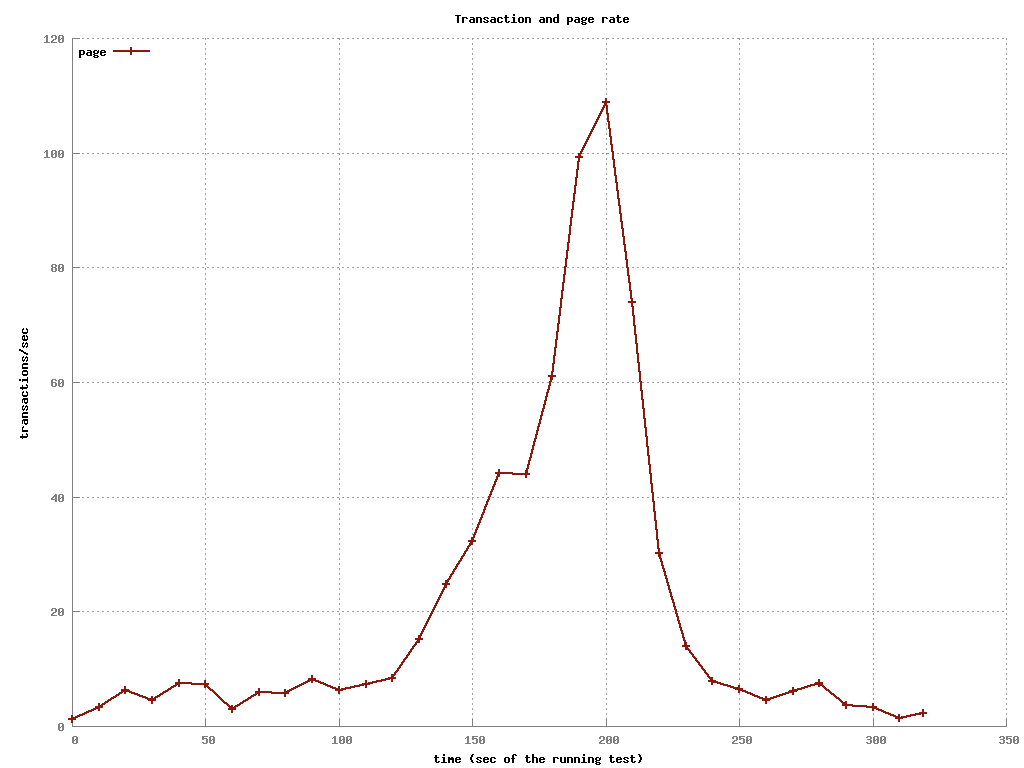 Transaction and page rate
120
page
100
80
60
40
20
0
transactions/sec
0 50 100 150 200 250 300 350
time (sec of the running test)